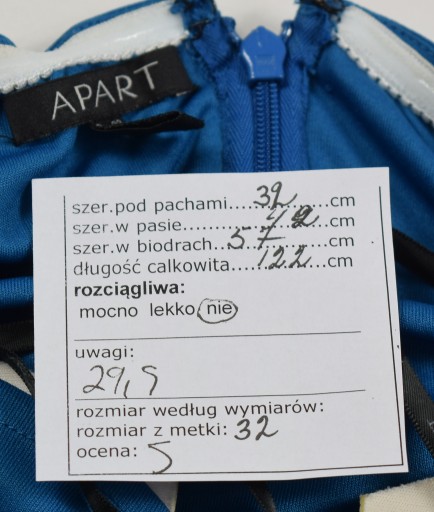 APART
szer.pod pachami....39....cm
szer.w pasie..............42...cm
szer.w biodrach...57..........cm
długość calkowita....122...cm
rozciągliwa:
mocno lekko nie
uwagi:
29,5
rozmiar według wymiarów:
rozmiar z metki: 32
ocena: 5